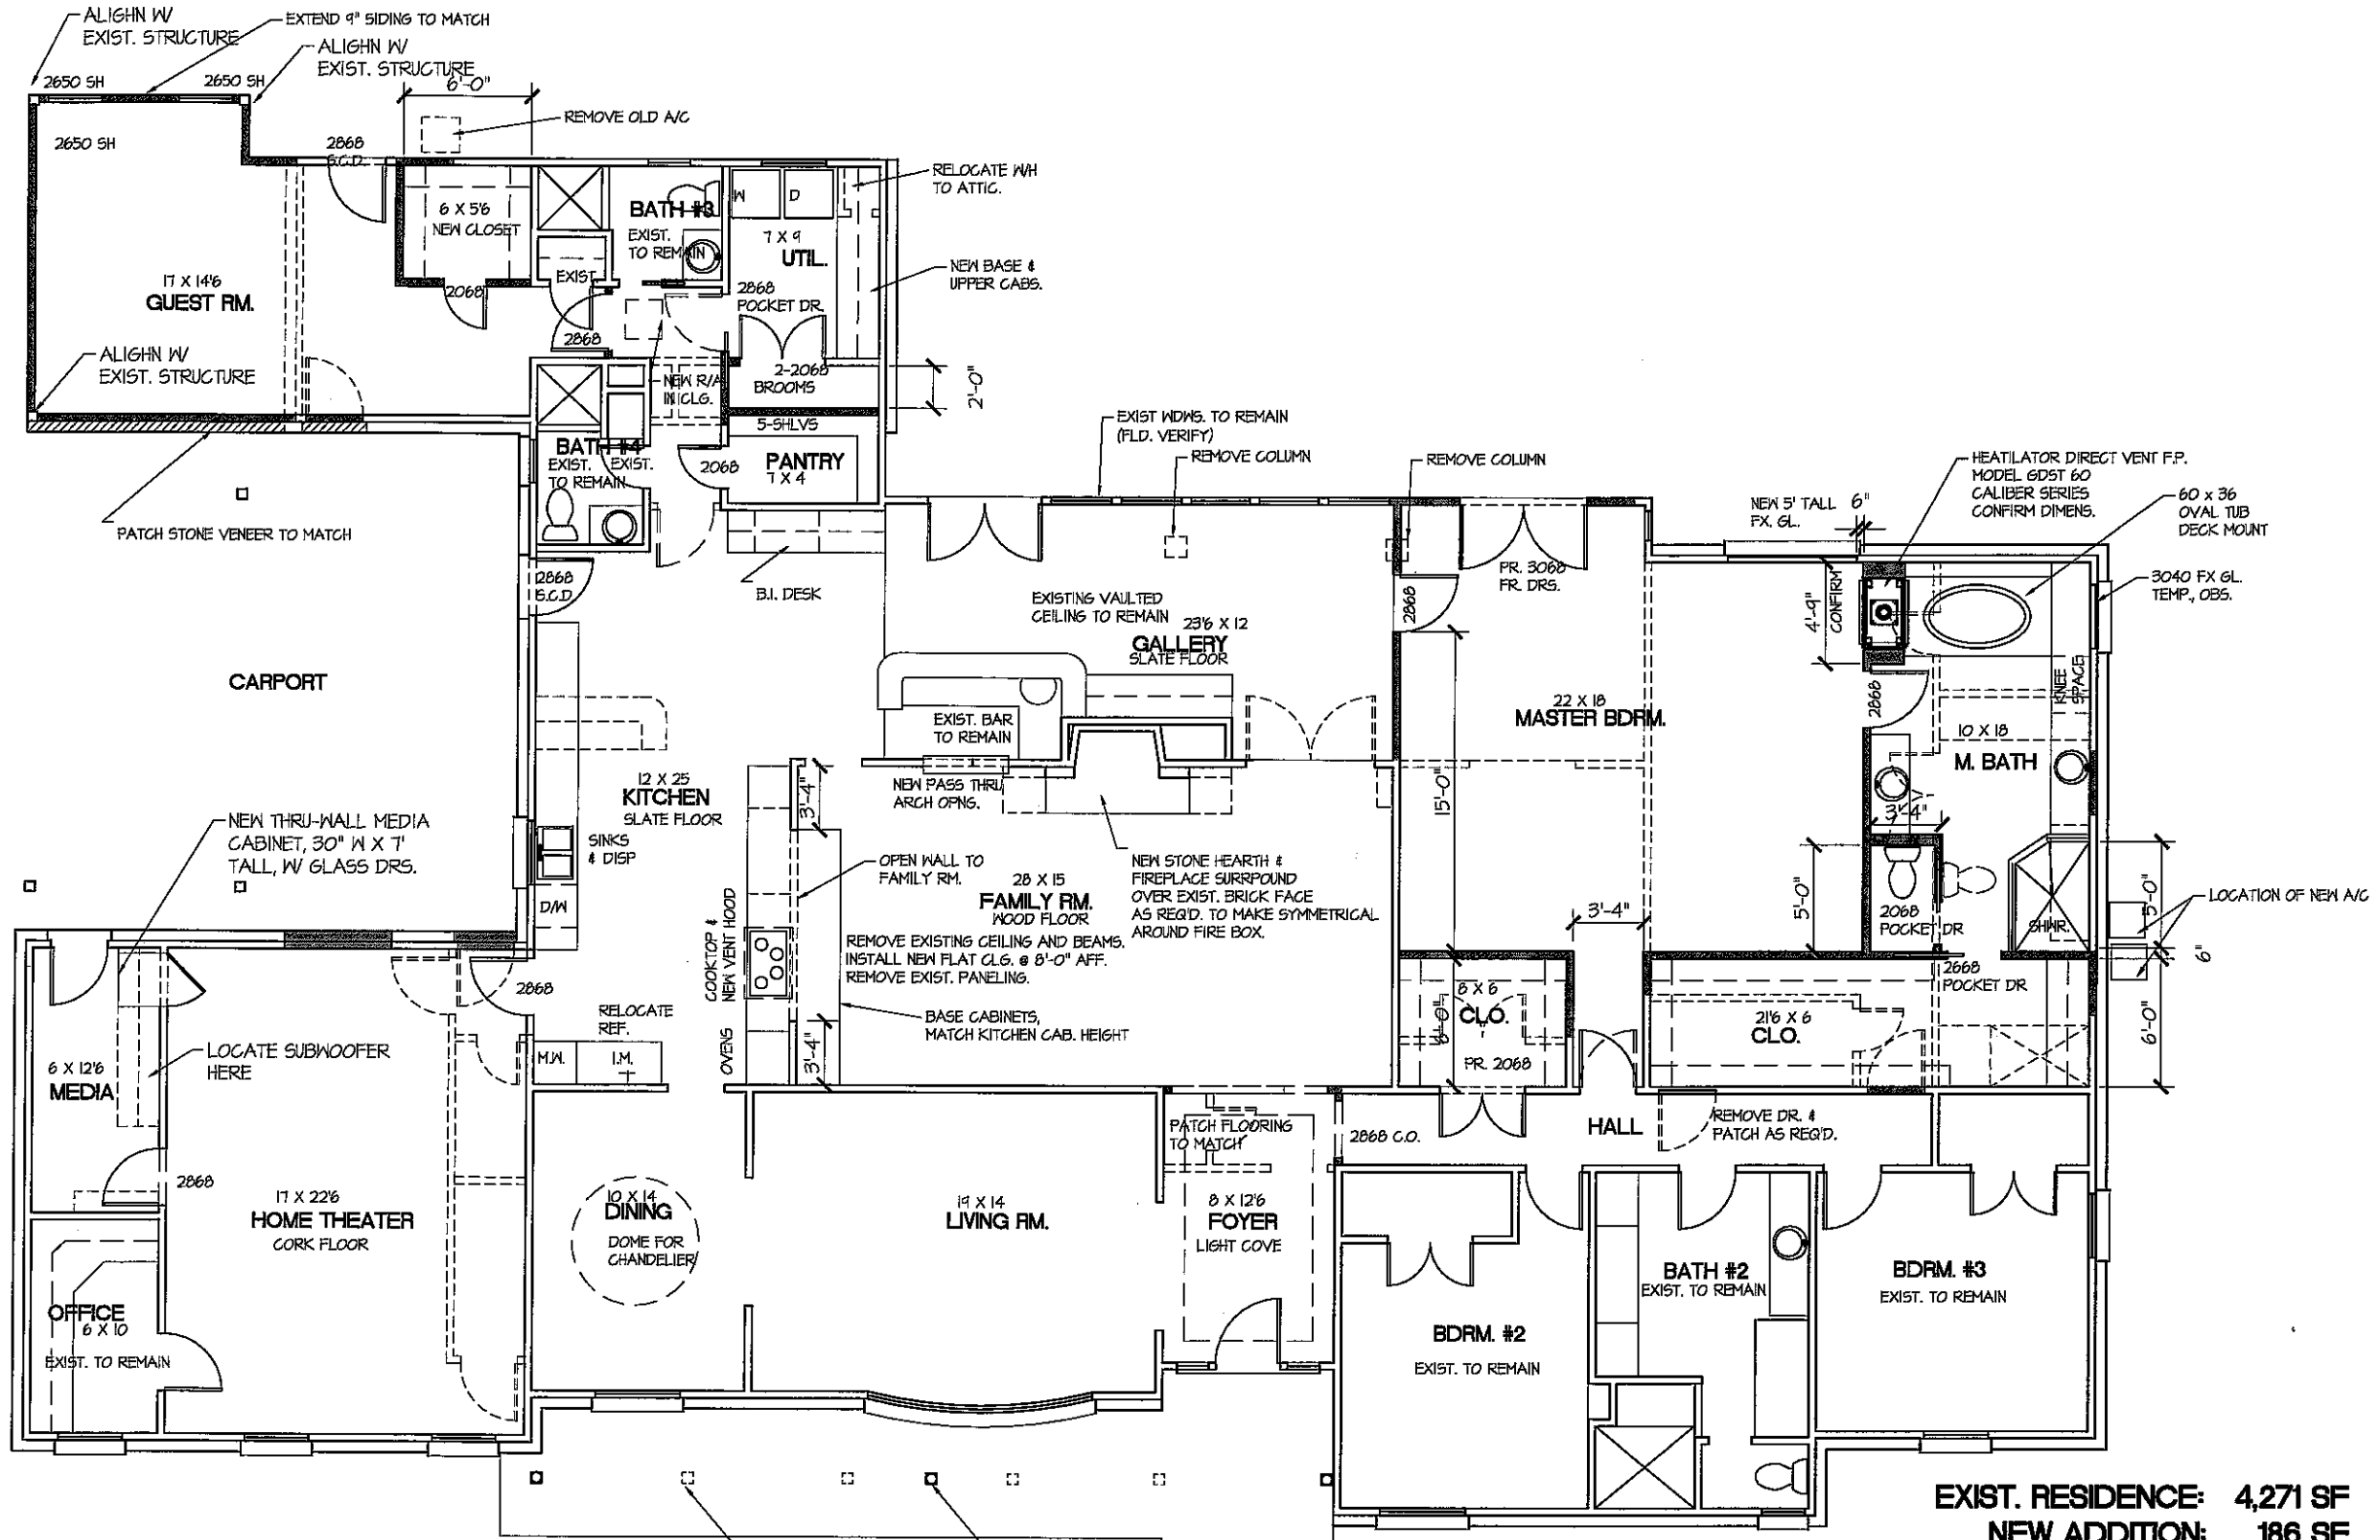 ALIGHN W/
EXIST. STRUCTURE
EXTEND 9" SIDING TO MATCH
ALIGHN W/
EXIST. STRUCTURE
2650 SH
2650 SH
6'-0"
REMOVE OLD A/C
2650 SH
2868
S.C.D.
RELOCATE W/H
TO ATTIC.
6 X 5'6
NEW CLOSET
BATH #3
EXIST.
TO REMAIN
W
D
7 X 9
UTIL.
NEW BASE &
UPPER CABS.
EXIST
17 X 14'6
GUEST RM.
2068
2868
POCKET DR.
2868
ALIGHN W/
EXIST. STRUCTURE
NEW R/A
IN CLG.
2-2068
BROOMS
2'-0"
5-SHLVS
BATH #4
EXIST.
TO REMAIN
EXIST.
2068
PANTRY
7 X 4
EXIST WDWS. TO REMAIN
(FLD. VERIFY)
REMOVE COLUMN
REMOVE COLUMN
HEATILATOR DIRECT VENT F.P.
MODEL GDST 60
CALIBER SERIES
CONFIRM DIMENS.
NEW 5' TALL
FX. GL.
6"
60 x 36
OVAL TUB
DECK MOUNT
PATCH STONE VENEER TO MATCH
2868
S.C.D
B.I. DESK
EXISTING VAULTED
CEILING TO REMAIN
23'6 X 12
GALLERY
SLATE FLOOR
2868
PR. 3068
FR. DRS.
4'-9"
CONFIRM
3040 FX GL.
TEMP., OBS.
CARPORT
EXIST. BAR
TO REMAIN
22 X 18
MASTER BDRM.
2868
KNEE
SPACE
10 X 18
M. BATH
12 X 25
KITCHEN
SLATE FLOOR
3'-4"
NEW PASS THRU
ARCH OPNG.
15'-0"
3'-4"
NEW THRU-WALL MEDIA
CABINET, 30" W X 7'
TALL, W/ GLASS DRS.
SINKS
& DISP
OPEN WALL TO
FAMILY RM.
28 X 15
FAMILY RM.
WOOD FLOOR
NEW STONE HEARTH &
FIREPLACE SURRPOUND
OVER EXIST. BRICK FACE
AS REQ'D. TO MAKE SYMMETRICAL
AROUND FIRE BOX.
D/W
COOKTOP &
NEW VENT HOOD
REMOVE EXISTING CEILING AND BEAMS.
INSTALL NEW FLAT CLG. @ 8'-0" AFF.
REMOVE EXIST. PANELING.
3'-4"
5'-0"
2068
POCKET DR
SHWR.
5'-0"
LOCATION OF NEW A/C
6"
2868
RELOCATE
REF.
BASE CABINETS,
MATCH KITCHEN CAB. HEIGHT
8 X 6
CLO.
6'-0"
PR. 2068
2668
POCKET DR
21'6 X 6
CLO.
6'-0"
M.W.
I.M.
OVENS
3'-4"
6 X 12'6
MEDIA
LOCATE SUBWOOFER
HERE
PATCH FLOORING
TO MATCH
2868 C.O.
HALL
REMOVE DR. &
PATCH AS REQ'D.
2868
17 X 22'6
HOME THEATER
CORK FLOOR
10 X 14
DINING
DOME FOR
CHANDELIER
19 X 14
LIVING RM.
8 X 12'6
FOYER
LIGHT COVE
BATH #2
EXIST. TO REMAIN
BDRM. #3
EXIST. TO REMAIN
OFFICE
6 X 10
EXIST. TO REMAIN
BDRM. #2
EXIST. TO REMAIN
EXIST. RESIDENCE: 4,271 SF
NEW ADDITION: 186 SF